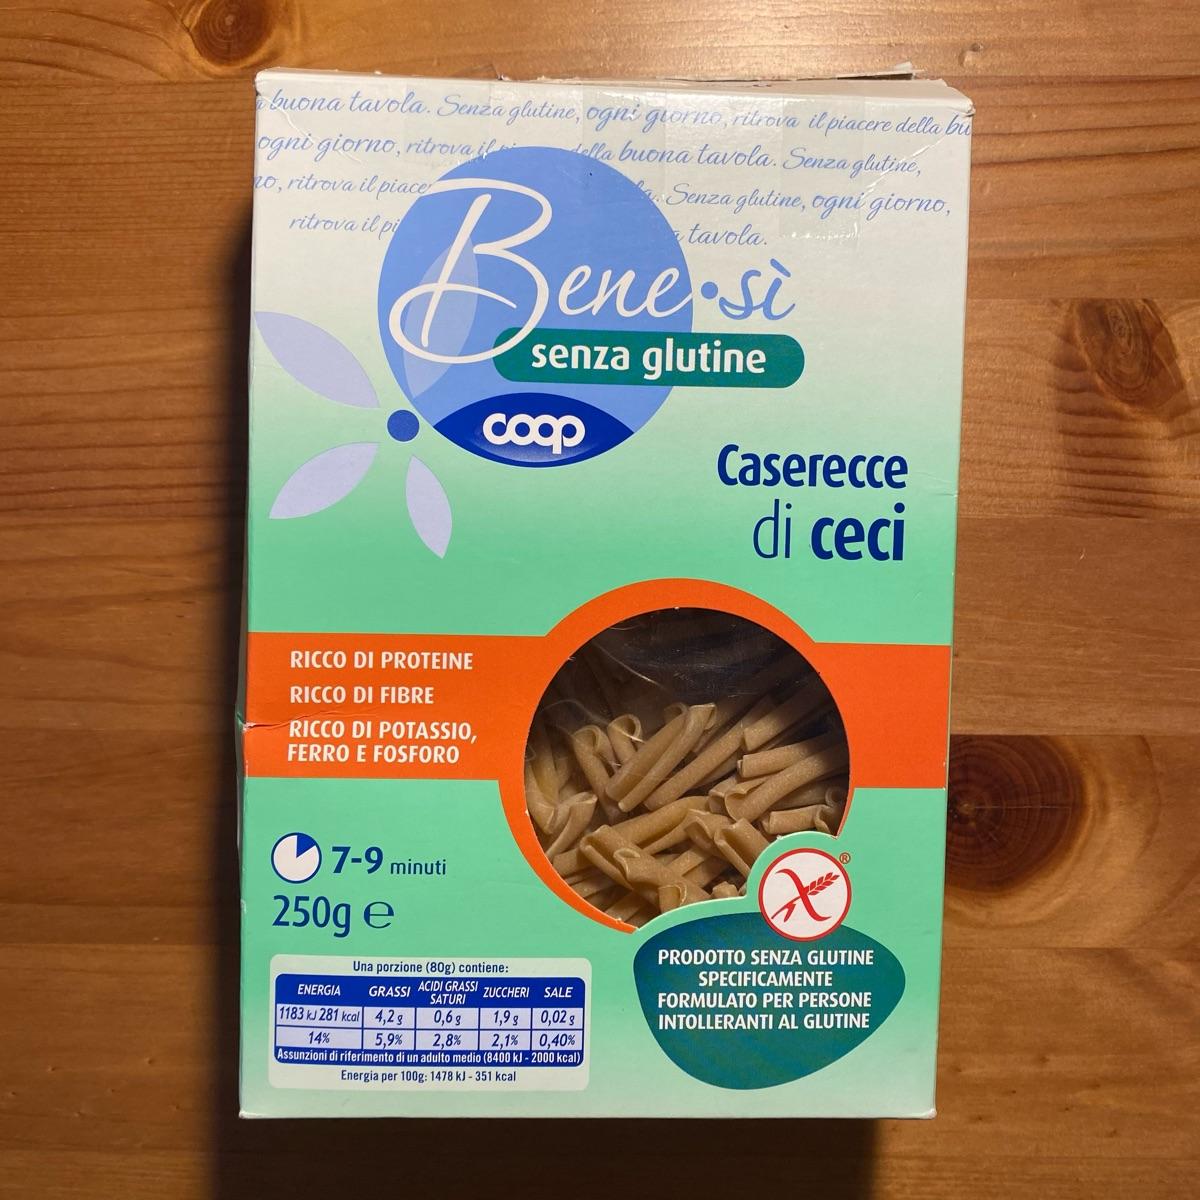 buona tavola. Senza glutine, ogni giorno, ritrova il piacere della bu
ogni giorno, ritrova il della buona tavola. Senza glutine,
ritrova il piace Senza glutine, ogni giorno,
ritrova il pi tavola.
Bene·sì
senza glutine
coop
Caserecce
di ceci
RICCO DI PROTEINE
RICCO DI FIBRE
RICCO DI POTASSIO,
FERRO E FOSFORO
7-9 minuti
250g ℮
®
PRODOTTO SENZA GLUTINE
SPECIFICAMENTE
FORMULATO PER PERSONE
INTOLLERANTI AL GLUTINE
Una porzione (80g) contiene:
ENERGIA GRASSI ACIDI GRASSI SATURI ZUCCHERI SALE
1183 kJ 281 kcal 4,2 g 0,6 g 1,9 g 0,02 g
14% 5,9% 2,8% 2,1% 0,40%
Assunzioni di riferimento di un adulto medio (8400 kJ - 2000 kcal)
Energia per 100g: 1478 kJ - 351 kcal